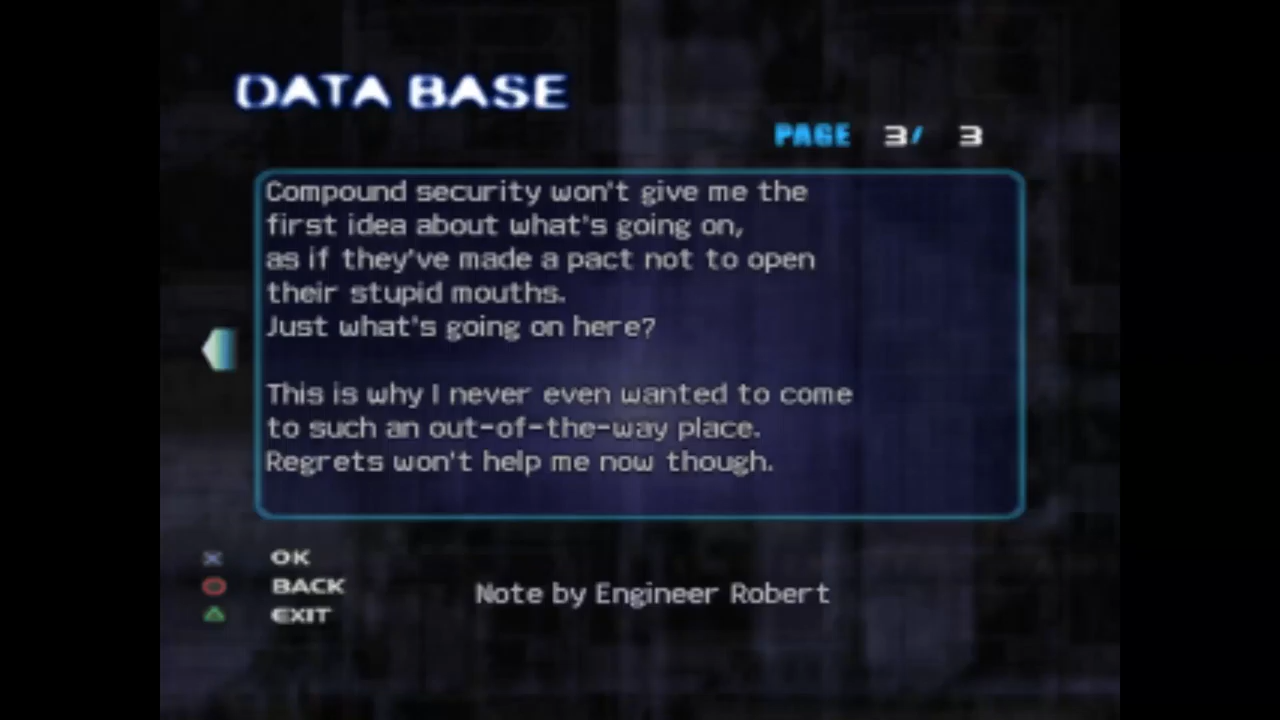 DATA BASE
PAGE 3/ 3
Compound security won't give me the
first idea about what's going on,
as if they've made a pact not to open
their stupid mouths.
Just what's going on here?
This is why I never even wanted to come
to such an out-of-the-way place.
Regrets won't help me now though.
OK
BACK
EXIT
Note by Engineer Robert